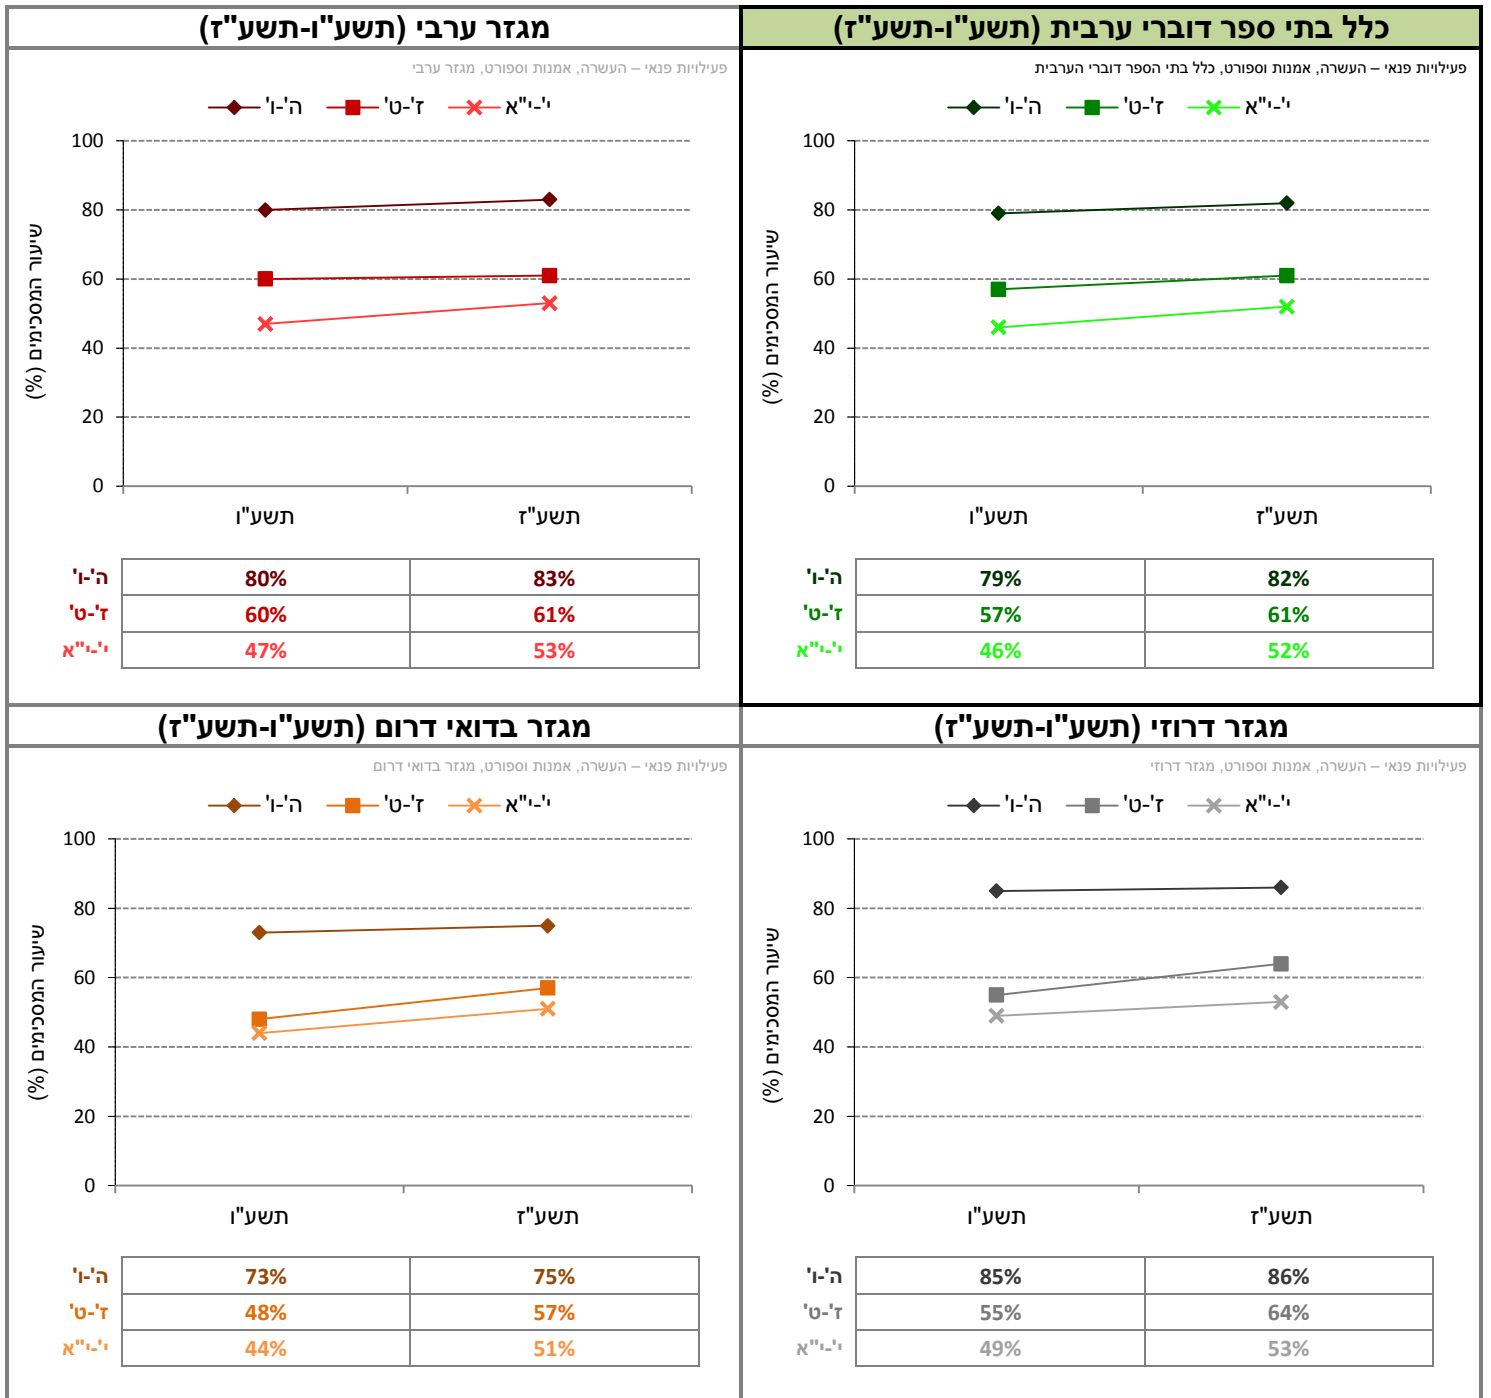 כלל בתי ספר דוברי ערבית (תשע"ו-תשע"ז)
פעילויות פנאי – העשרה, אמנות וספורט, כלל בתי הספר דוברי הערבית
ה'-ו' ז'-ט' י'-י"א
100
80
60
40
20
0
שיעור המסכימים (%)
תשע"ו תשע"ז
ה'-ו' 79% 82%
ז'-ט' 57% 61%
י'-י"א 46% 52%
מגזר ערבי (תשע"ו-תשע"ז)
פעילויות פנאי – העשרה, אמנות וספורט, מגזר ערבי
ה'-ו' ז'-ט' י'-י"א
100
80
60
40
20
0
שיעור המסכימים (%)
תשע"ו תשע"ז
ה'-ו' 80% 83%
ז'-ט' 60% 61%
י'-י"א 47% 53%
מגזר דרוזי (תשע"ו-תשע"ז)
פעילויות פנאי – העשרה, אמנות וספורט, מגזר דרוזי
ה'-ו' ז'-ט' י'-י"א
100
80
60
40
20
0
שיעור המסכימים (%)
תשע"ו תשע"ז
ה'-ו' 85% 86%
ז'-ט' 55% 64%
י'-י"א 49% 53%
מגזר בדואי דרום (תשע"ו-תשע"ז)
פעילויות פנאי – העשרה, אמנות וספורט, מגזר בדואי דרום
ה'-ו' ז'-ט' י'-י"א
100
80
60
40
20
0
שיעור המסכימים (%)
תשע"ו תשע"ז
ה'-ו' 73% 75%
ז'-ט' 48% 57%
י'-י"א 44% 51%